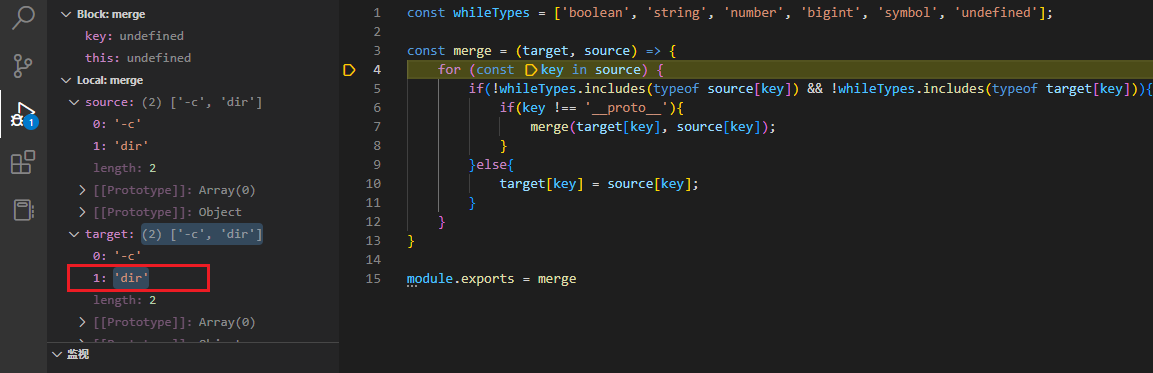 Block: merge
key: undefined
this: undefined
Local: merge
source: (2) ['-c', 'dir']
0: '-c'
1: 'dir'
length: 2
[[Prototype]]: Array(0)
[[Prototype]]: Object
target: (2) ['-c', 'dir']
0: '-c'
1: 'dir'
length: 2
[[Prototype]]: Array(0)
监视
1
1 const whileTypes = ['boolean', 'string', 'number', 'bigint', 'symbol', 'undefined'];
2
3 const merge = (target, source) => {
4 for (const key in source) {
5 if(!whileTypes.includes(typeof source[key]) && !whileTypes.includes(typeof target[key])){
6 if(key !== '__proto__'){
7 merge(target[key], source[key]);
8 }
9 }else{
10 target[key] = source[key];
11 }
12 }
13 }
14
15 module.exports = merge